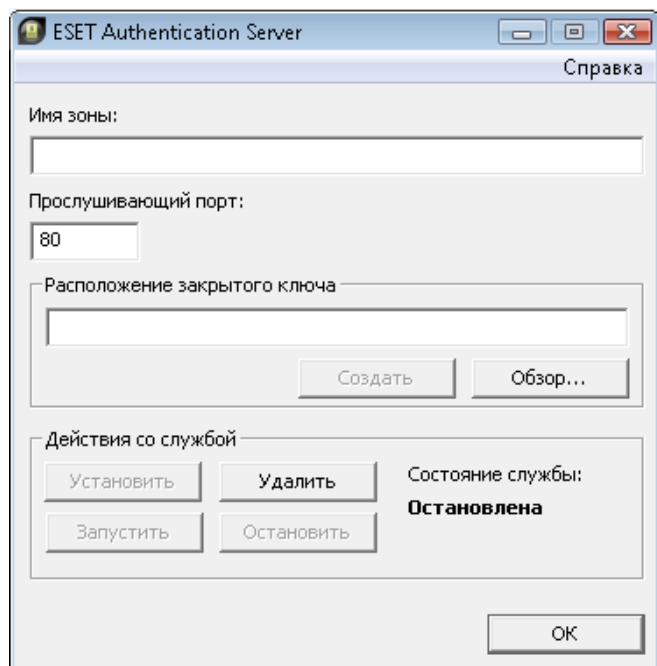 ESET Authentication Server
Справка
Имя зоны:
Прослушивающий порт:
80
Расположение закрытого ключа
Создать Обзор...
Действия со службой
Установить Удалить Состояние службы:
Остановлена
Запустить Остановить
OK